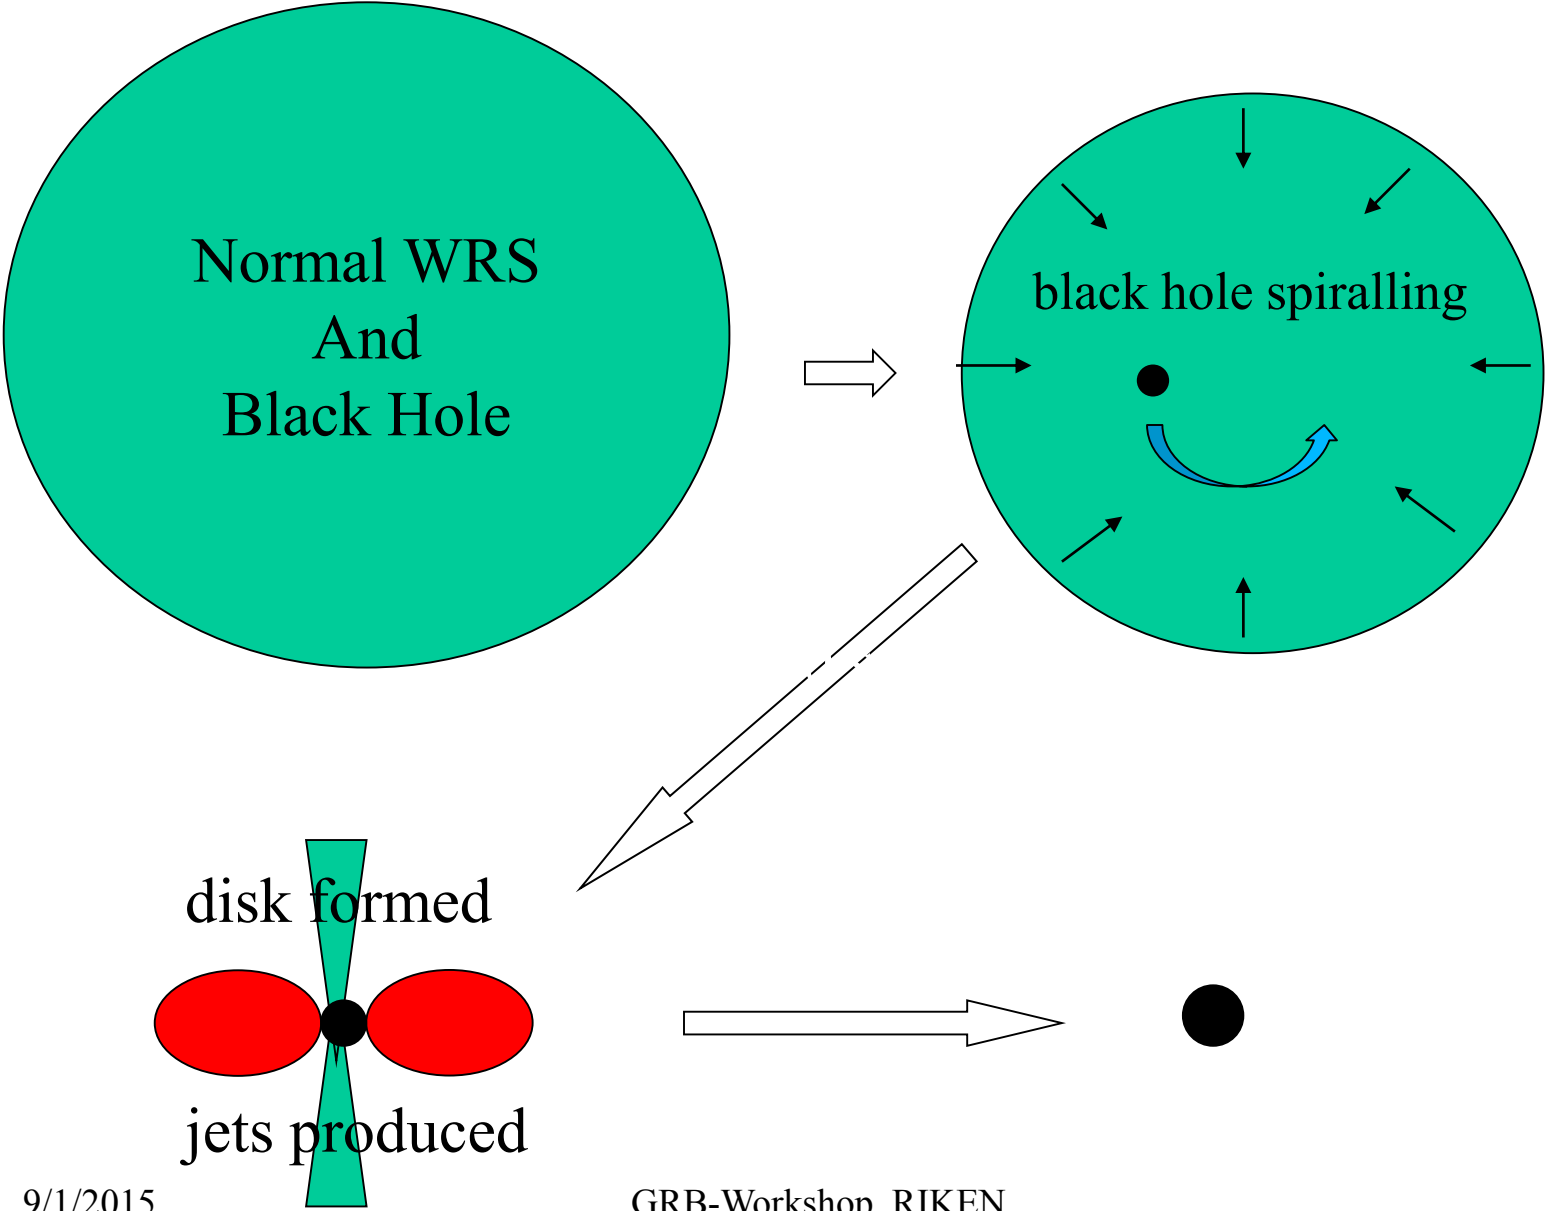 Normal WRS
And
Black Hole
black hole spiralling
disk formed
jets produced
9/1/2015
GRB-Workshop RIKEN